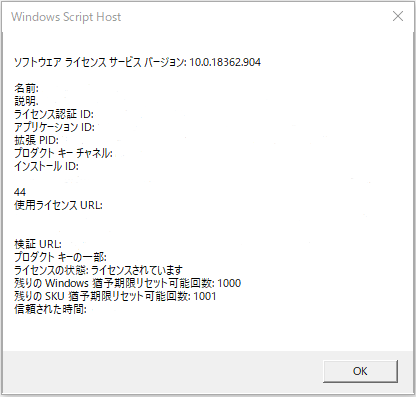 Windows Script Host
ソフトウェア ライセンス サービス バージョン: 10.0.18362.904
名前:
説明.
ライセンス認証 ID:
アプリケーション ID:
拡張 PID:
プロダクト キー チャネル:
インストール ID:
44
使用ライセンス URL:
検証 URL:
プロダクト キーの一部:
ライセンスの状態: ライセンスされています
残りの Windows 猶予期限リセット可能回数: 1000
残りの SKU 猶予期限リセット可能回数: 1001
信頼された時間:
OK